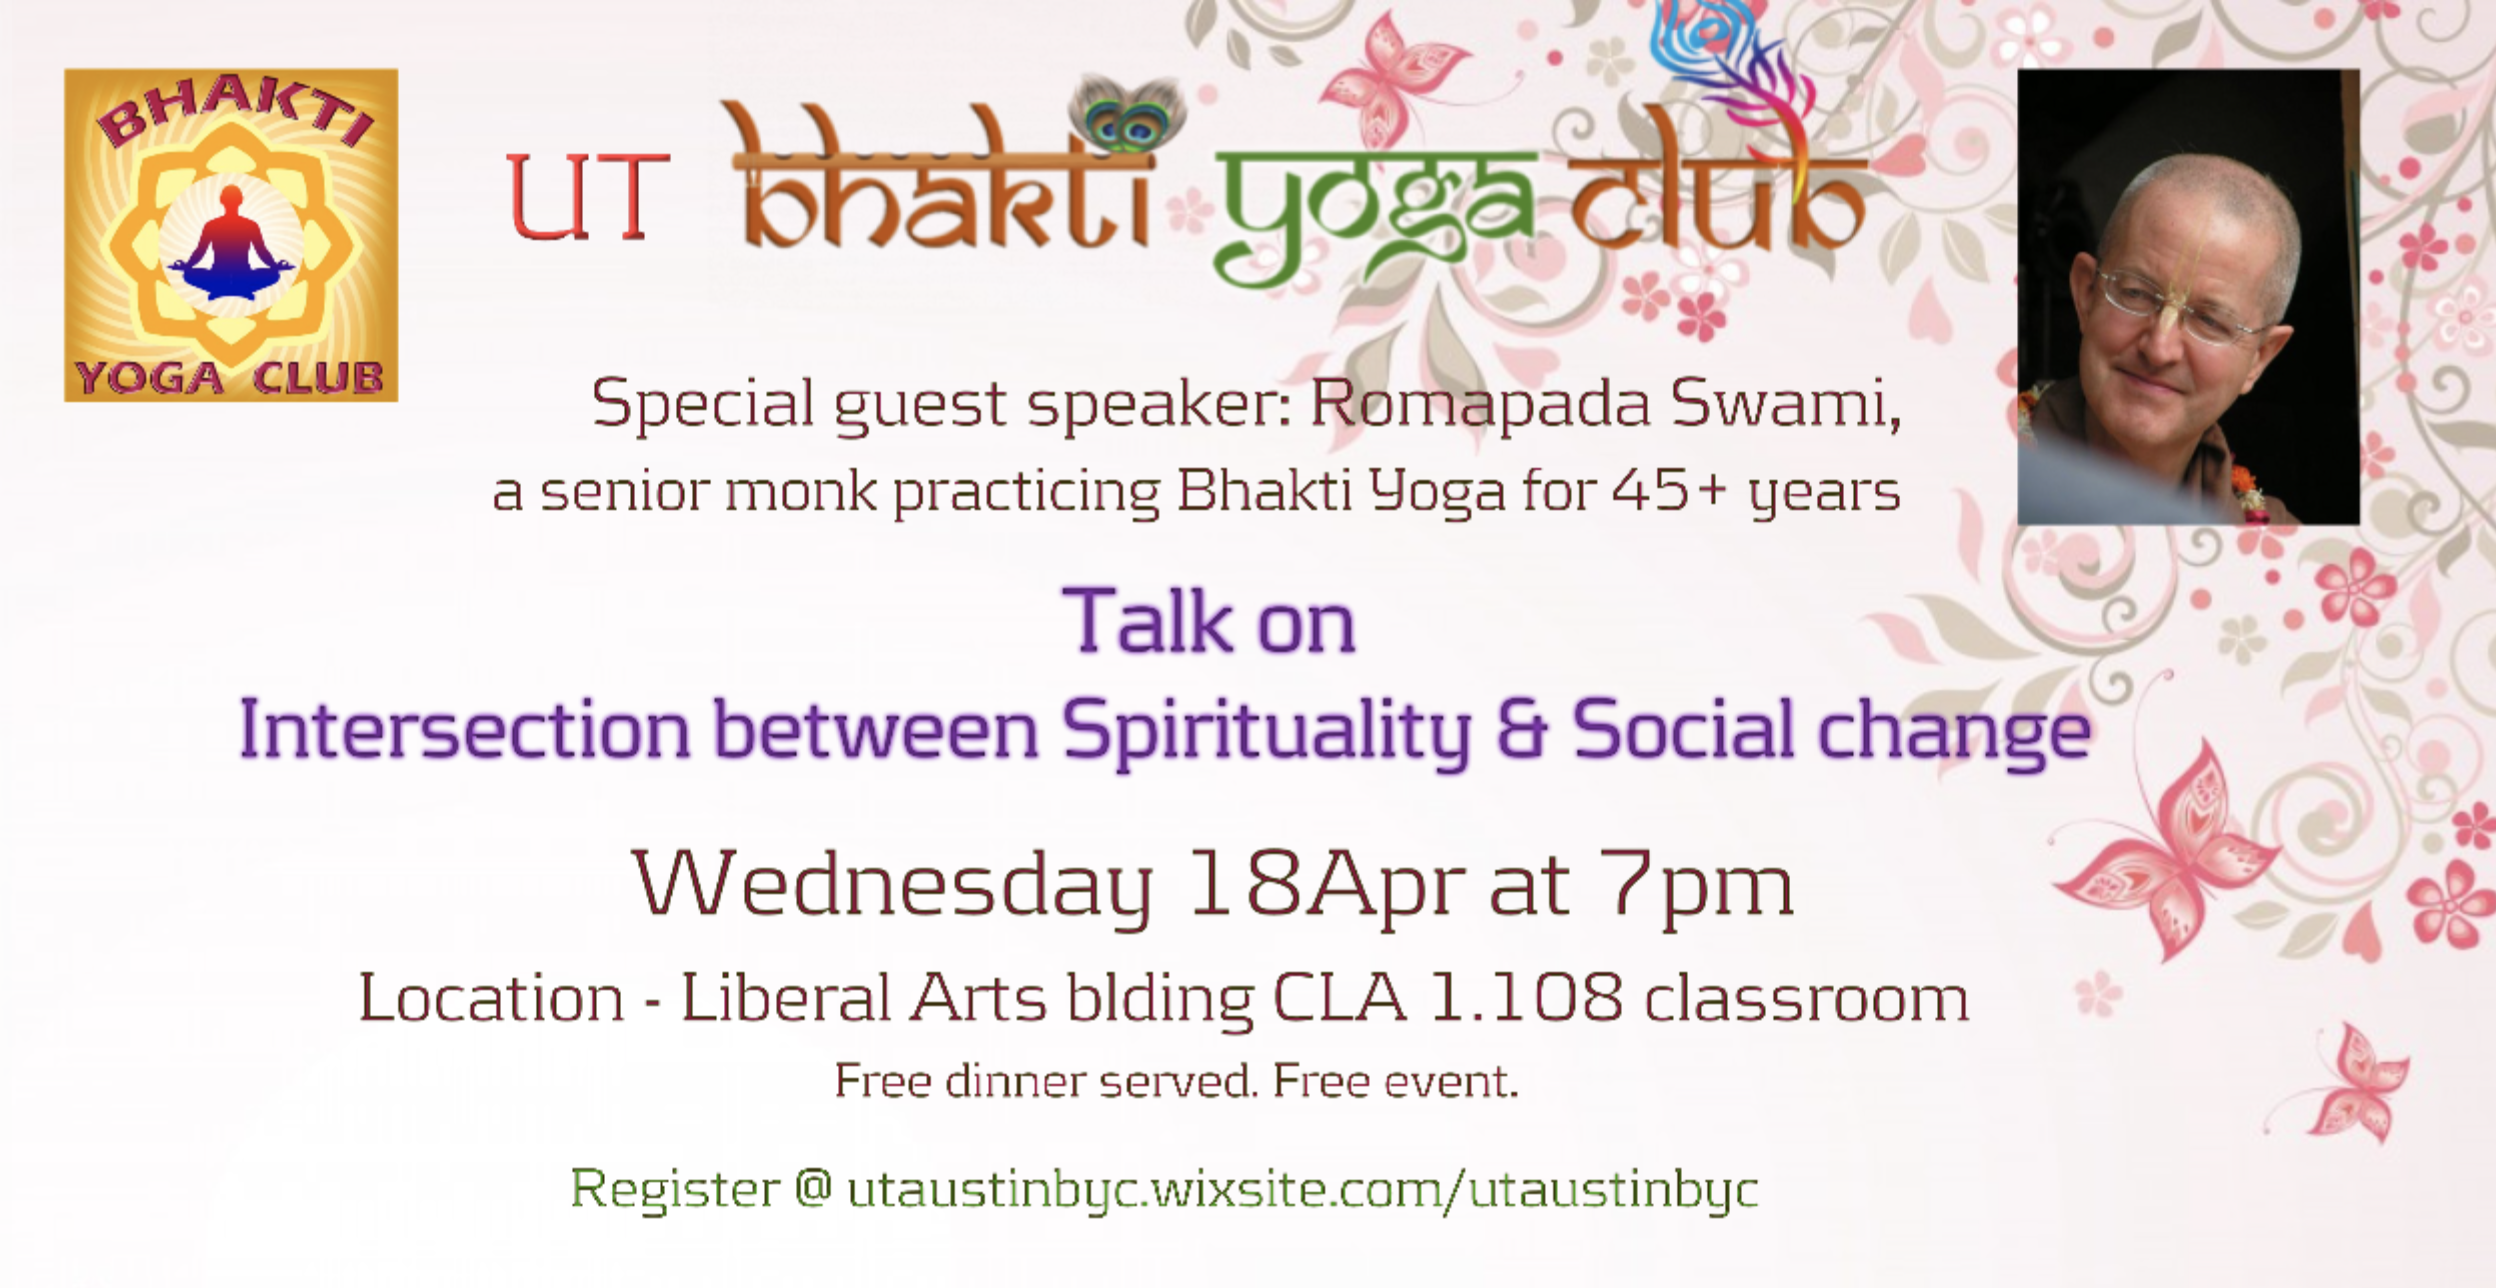 BHAKTI
YOGA CLUB
UT bhakti yoga club
Special guest speaker: Romapada Swami,
a senior monk practicing Bhakti Yoga for 45+ years
Talk on
Intersection between Spirituality & Social change
Wednesday 18Apr at 7pm
Location - Liberal Arts blding CLA 1.108 classroom
Free dinner served. Free event.
Register @ utaustinbyc.wixsite.com/utaustinbyc